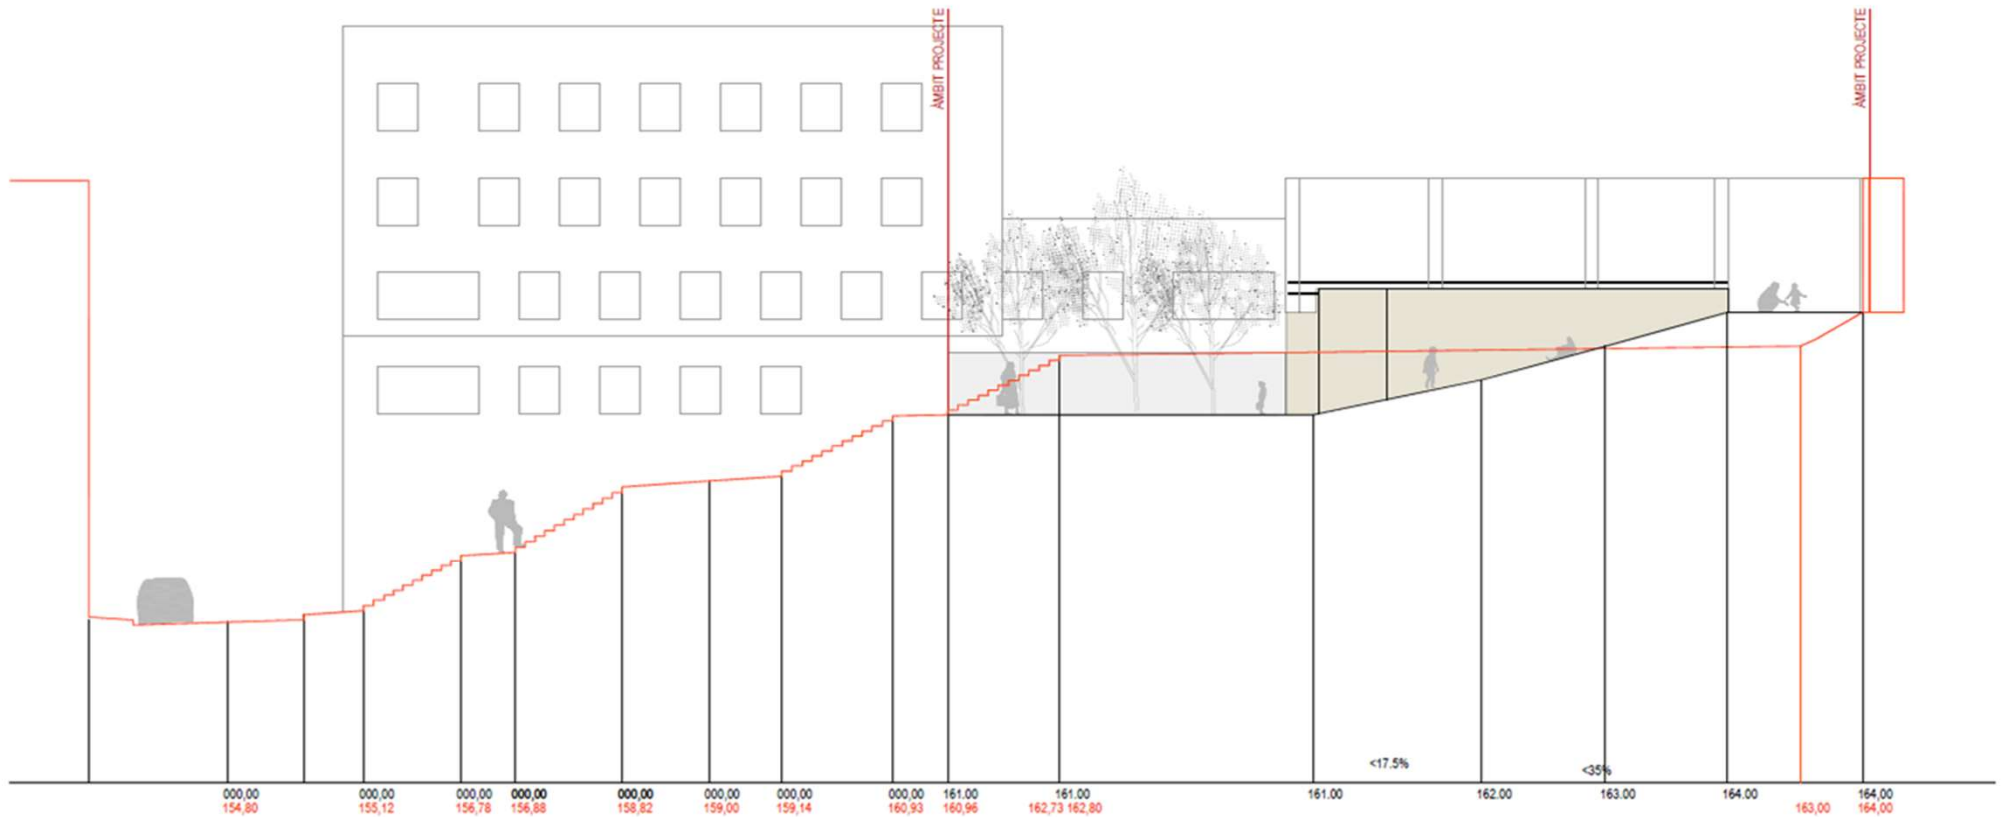 ÀMBIT PROJECTE
ÀMBIT PROJECTE
<17.5%
<35%
000,00 000,00 000,00 000,00 000,00 000,00 000,00 000,00 161.00 161.00 161.00 162.00 163.00 164.00 164,00
154,80 155,12 156,78 156,88 158,82 159,00 159,14 160,93 160,96 162,73 162,80 163,00 164,00